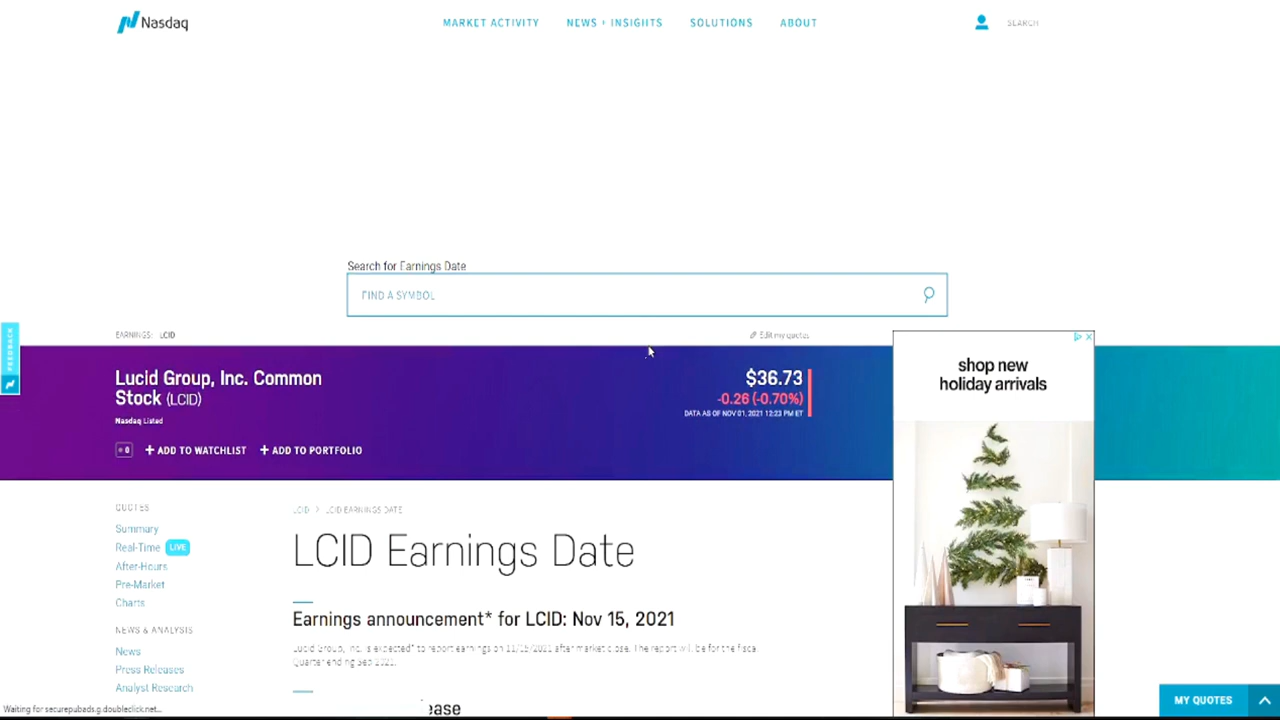 Nasdaq
MARKET ACTIVITY
NEWS + INSIGHTS
SOLUTIONS
ABOUT
SEARCH
Search for Earnings Date
FIND A SYMBOL
FEEDBACK
EARNINGS: LCID
Edit my quotes
Lucid Group, Inc. Common
Stock (LCID)
Nasdaq Listed
$36.73
-0.26 (-0.70%)
DATA AS OF NOV 01, 2021 12:23 PM ET
0
+ ADD TO WATCHLIST
+ ADD TO PORTFOLIO
shop new
holiday arrivals
QUOTES
Summary
Real-Time LIVE
After-Hours
Pre-Market
Charts
NEWS & ANALYSIS
News
Press Releases
Analyst Research
LCID > LCID EARNINGS DATE
LCID Earnings Date
Earnings announcement* for LCID: Nov 15, 2021
Lucid Group, Inc. is expected* to report earnings on 11/15/2021 after market close. The report will be for the fiscal
Quarter ending Sep 2021.
ease
Waiting for securepubads.g.doubleclick.net...
MY QUOTES